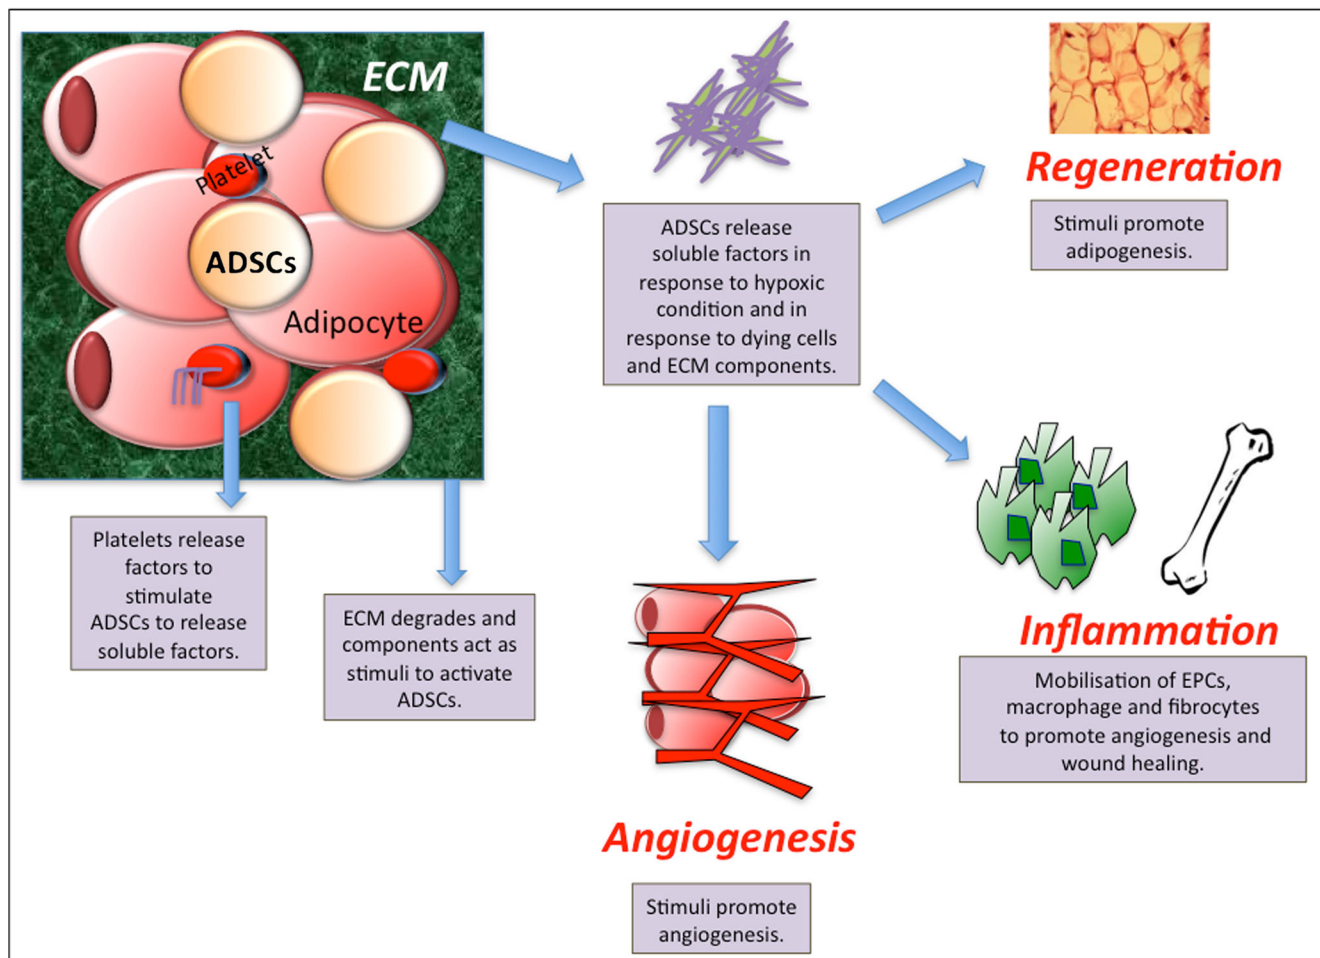 ECM
Platelet
ADSCs
Adipocyte
Platelets release
factors to
stimulate
ADSCs to release
soluble factors.
ECM degrades and
components act as
stimuli to activate
ADSCs.
ADSCs release
soluble factors in
response to hypoxic
condition and in
response to dying cells
and ECM components.
Regeneration
Stimuli promote
adipogenesis.
Inflammation
Mobilisation of EPCs,
macrophage and fibrocytes
to promote angiogenesis and
wound healing.
Angiogenesis
Stimuli promote
angiogenesis.